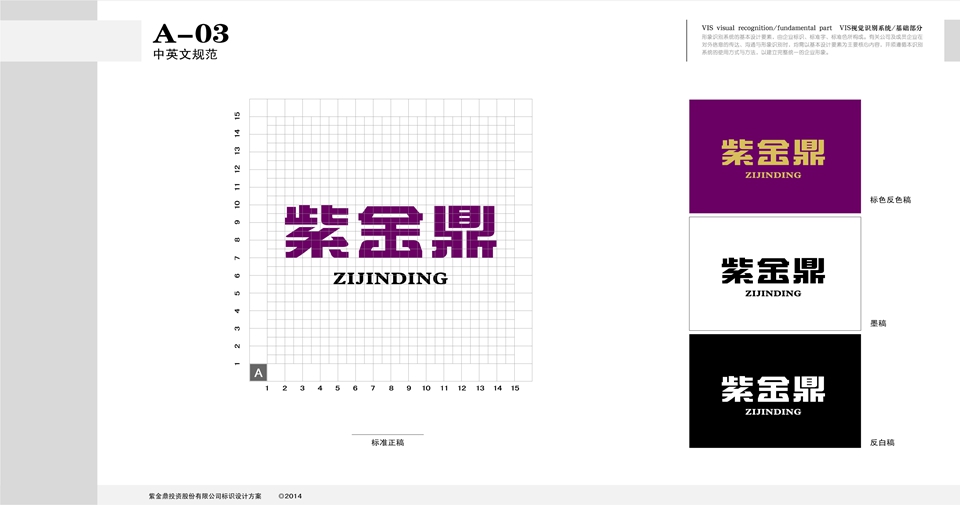 A-03
中英文规范
VIS visual recognition/fundamental part VIS视觉识别系统/基础部分
形象识别系统的基本设计要素，由企业标识、标准字、标准色所构成。有关公司及成员企业在
对外信息的传达、沟通与形象识别时，均需以基本设计要素为主要核心内容，并须遵循本识别
系统的使用方式与方法，以建立完整统一的企业形象。
15
14
13
12
11
10
9
8
7
6
5
4
3
2
1
紫金鼎
ZIJINDING
A
1 2 3 4 5 6 7 8 9 10 11 12 13 14 15
标准正稿
紫金鼎
ZIJINDING
标色反色稿
紫金鼎
ZIJINDING
墨稿
紫金鼎
ZIJINDING
反白稿
紫金鼎投资股份有限公司标识设计方案 ©2014